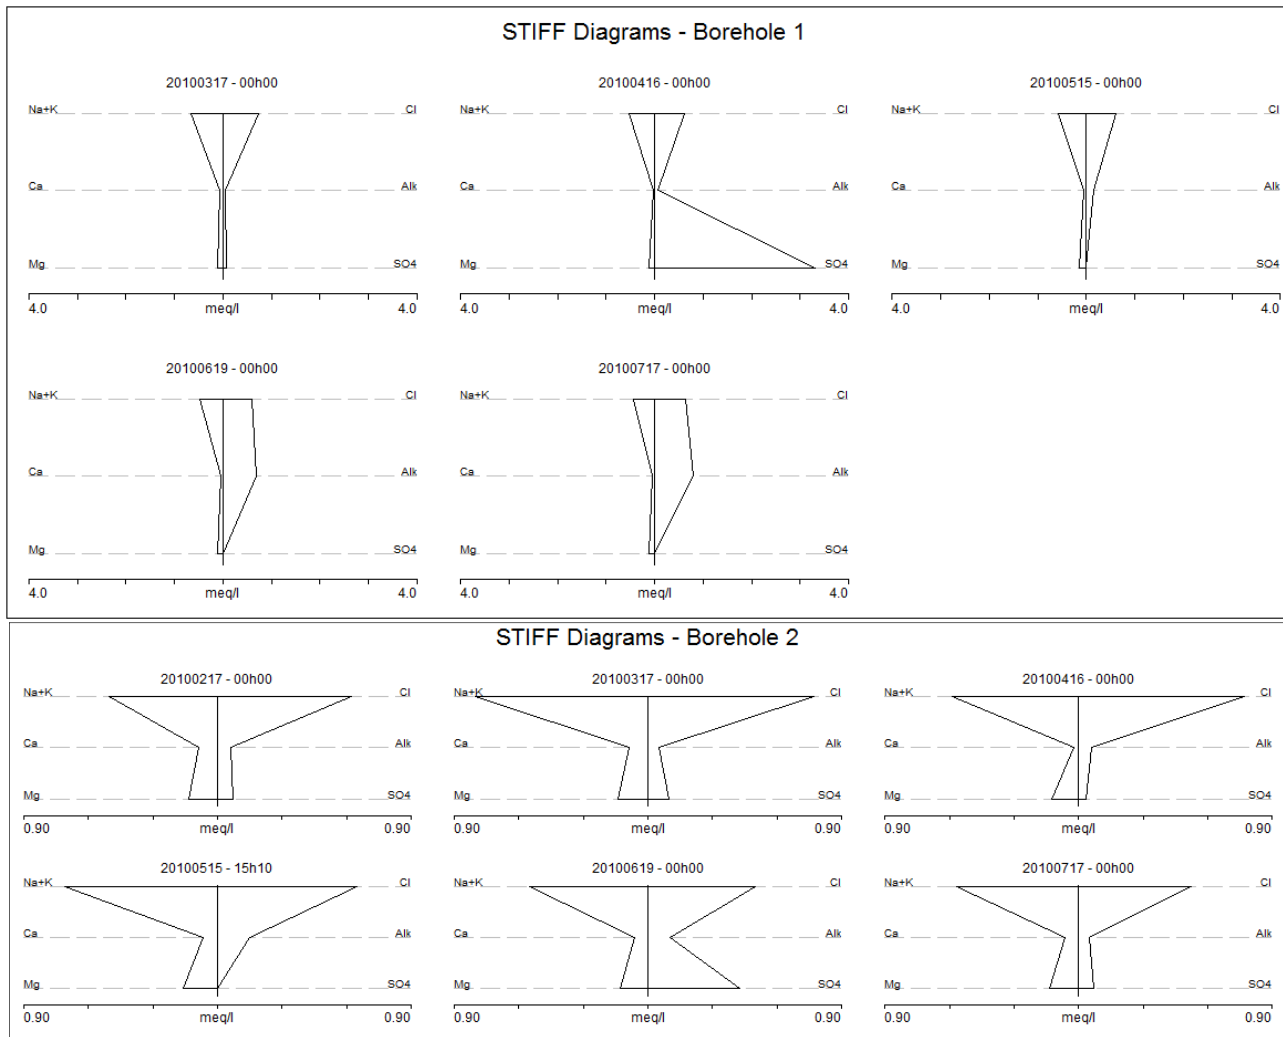 STIFF Diagrams - Borehole 1
20100317 - 00h00
20100416 - 00h00
20100515 - 00h00
Na+K Cl Na+K Cl Na+K Cl
Ca Alk Ca Alk Ca Alk
Mg SO4 Mg SO4 Mg SO4
4.0 meq/l 4.0 4.0 meq/l 4.0 4.0 meq/l 4.0
20100619 - 00h00
20100717 - 00h00
Na+K Cl Na+K Cl
Ca Alk Ca Alk
Mg SO4 Mg SO4
4.0 meq/l 4.0 4.0 meq/l 4.0
STIFF Diagrams - Borehole 2
20100217 - 00h00
20100317 - 00h00
20100416 - 00h00
Na+K Cl Na+K Cl Na+K Cl
Ca Alk Ca Alk Ca Alk
Mg SO4 Mg SO4 Mg SO4
0.90 meq/l 0.90 0.90 meq/l 0.90 0.90 meq/l 0.90
20100515 - 15h10
20100619 - 00h00
20100717 - 00h00
Na+K Cl Na+K Cl Na+K Cl
Ca Alk Ca Alk Ca Alk
Mg SO4 Mg SO4 Mg SO4
0.90 meq/l 0.90 0.90 meq/l 0.90 0.90 meq/l 0.90